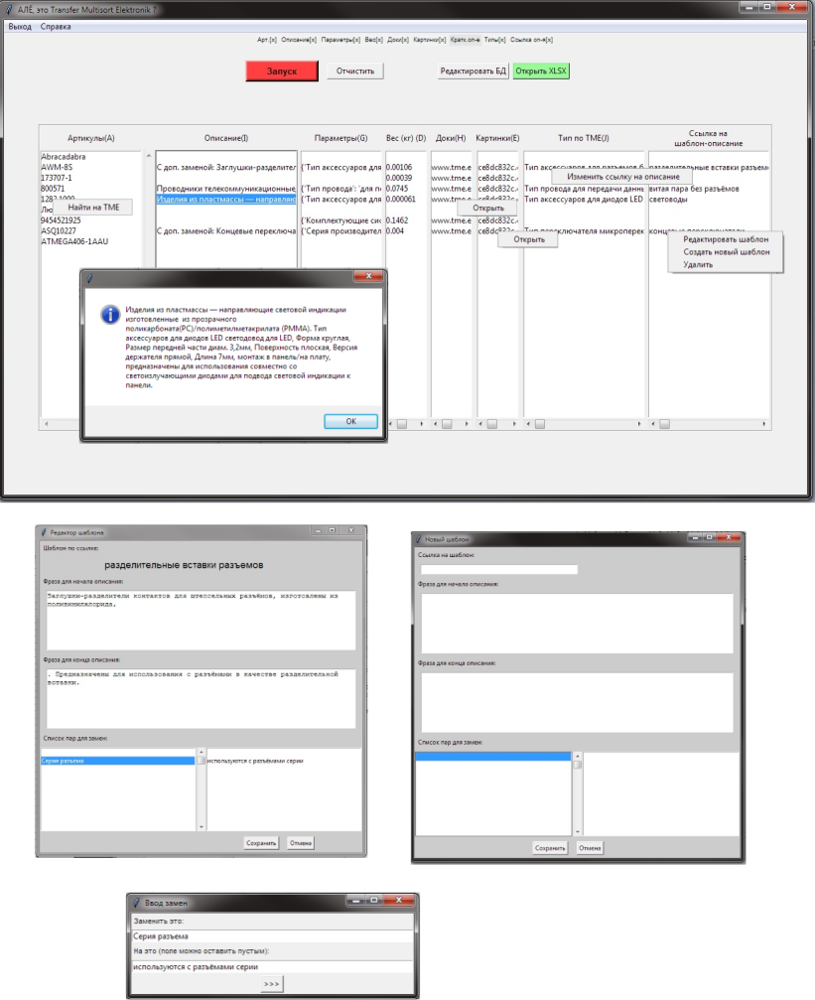 АЛЁ, это Transfer Multisort Elektronik ?
Выход Справка
Арт.[x] Описание[x] Параметры[x] Вес[x] Доки[x] Картинки[x] Кратк.оп-е Типы[x] Ссылка оп-я[x]
Запуск Отчистить Редактировать БД Открыть XLSX
Артикулы(A) Описание(I) Параметры(G) Вес (кг) (D) Доки(H) Картинки(E) Тип по TME(J) Ссылка на
шаблон-описание
Abracadabra
AWM-8S С доп. заменой: Заглушки-разделител {'Тип аксессуаров для 0.00106 www.tme.e ce8dc832c. Тип аксессуаров для разъемов б разделительные вставки разъем
173707-1 0.00039 www.tme.e Изменить ссылку на описание
800571 Проводники телекоммуникационные, {'Тип провода': 'для п 0.0745 www.tme.e ce8dc832c. Тип провода для передачи данны витая пара без разъёмов
1282.1000 Изделия из пластмассы — направляю {'Тип аксессуаров для 0.000061 www.tme.e ce8dc832c. Тип аксессуаров для диодов LED световоды
Лю Найти на TME Открыть
9454521925 {'Комплектующие сис 0.1462 www.tme.e ce8dc832c.
ASQ10227 С доп. заменой: Концевые переключа {'Серия производител 0.004 www.tme.e Тип переключателя микроперек концевые переключатели
ATMEGA406-1AAU Открыть Редактировать шаблон
Создать новый шаблон
Удалить
Изделия из пластмассы — направляющие световой индикации
изготовленные из прозрачного
поликарбоната(PC)/полиметилметакрилата (PMMA). Тип
аксессуаров для диодов LED светодовод для LED, Форма круглая,
Размер передней части диам. 3,2мм, Поверхность плоская, Версия
держателя прямой, Длина 7мм, монтаж в панель/на плату,
предназначены для использования совместно со
светоизлучающими диодами для подвода световой индикации к
панели.
OK
Редактор шаблона
Шаблон по ссылке:
разделительные вставки разъемов
Фраза для начала описания:
Заглушки-разделители контактов для штепсельных разъёмов, изготовлены из
поливинилхлорида,
Фраза для конца описания:
. Предназначены для использования с разъёмами в качестве разделительной
вставки.
Список пар для замен:
Серия разъема используются с разъёмами серии
Сохранить Отмена
Новый шаблон
Ссылка на шаблон:
Фраза для начала описания:
Фраза для конца описания:
Список пар для замен:
Сохранить Отмена
Ввод замен
Заменить это:
Серия разъема
На это (поле можно оставить пустым):
используются с разъёмами серии
>>>